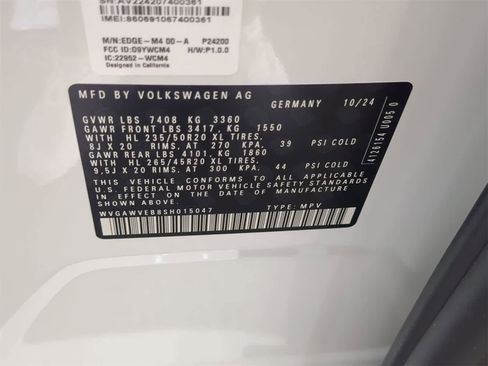 SN:AV224207400361
IMEI:860691067400361
M/N:EDGE-M4 00-A P24200
FCC ID:O9YWCM4 H/W:P1.0.0
IC:22952-WCM4
Designed in California
MFD BY VOLKSWAGEN AG
GERMANY 10/24
GVWR LBS 7408 KG 3360
GAWR FRONT LBS 3417, KG 1550
WITH HL 235/50R20 XL TIRES.
8J X 20 RIMS, AT 270 KPA, 39 PSI COLD
GAWR REAR LBS 4101, KG 1860
WITH HL 265/45R20 XL TIRES.
9,5J X 20 RIMS, AT 300 KPA, 44 PSI COLD
THIS VEHICLE CONFORMS TO ALL APPLICABLE
U.S. FEDERAL MOTOR VEHICLE SAFETY STANDARDS
IN EFFECT ON THE DATE OF MANUFACTURE
SHOWN ABOVE
WVGAWVEB8SH015047 TYPE: MPV
4126154 U005 0